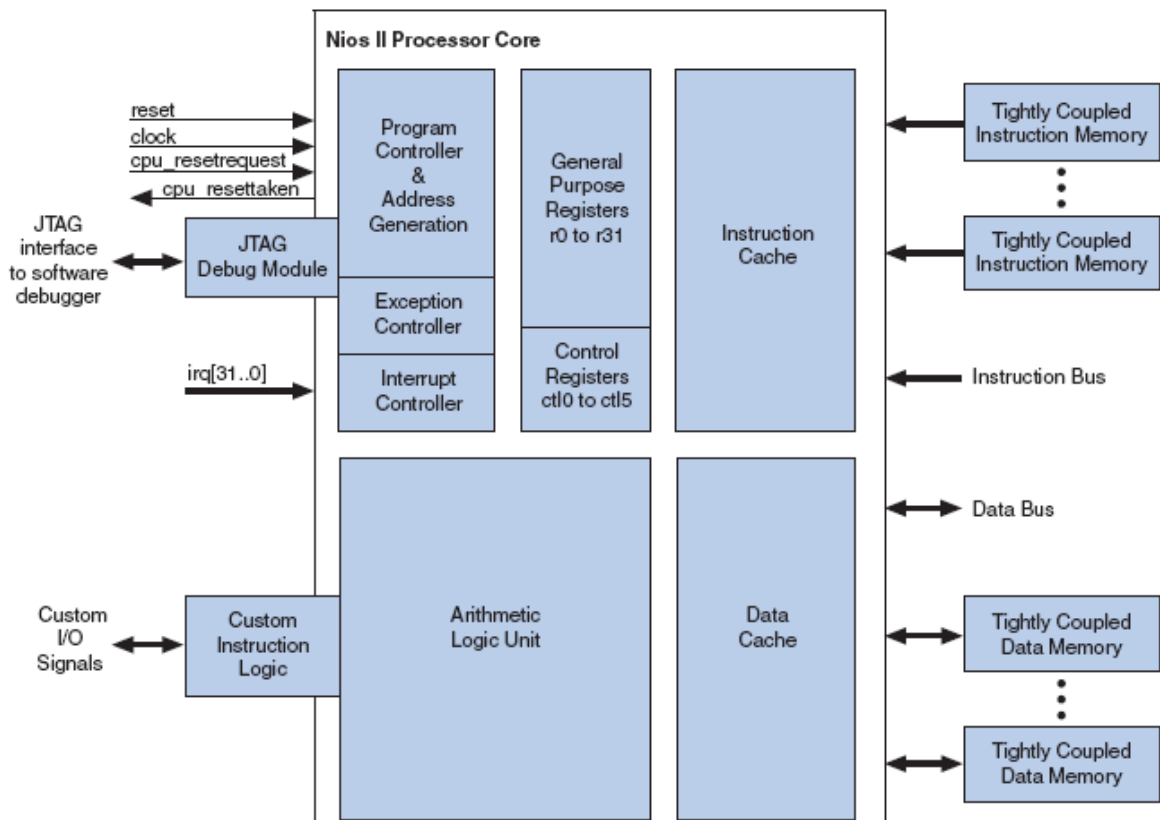 Nios II Processor Core
reset
clock
cpu_resetrequest
cpu_resettaken
JTAG
interface
to software
debugger
JTAG
Debug Module
irq[31..0]
Program
Controller
&
Address
Generation
Exception
Controller
Interrupt
Controller
General
Purpose
Registers
r0 to r31
Control
Registers
ctl0 to ctl5
Instruction
Cache
Tightly Coupled
Instruction Memory
Tightly Coupled
Instruction Memory
Instruction Bus
Data Bus
Custom
I/O
Signals
Custom
Instruction
Logic
Arithmetic
Logic Unit
Data
Cache
Tightly Coupled
Data Memory
Tightly Coupled
Data Memory